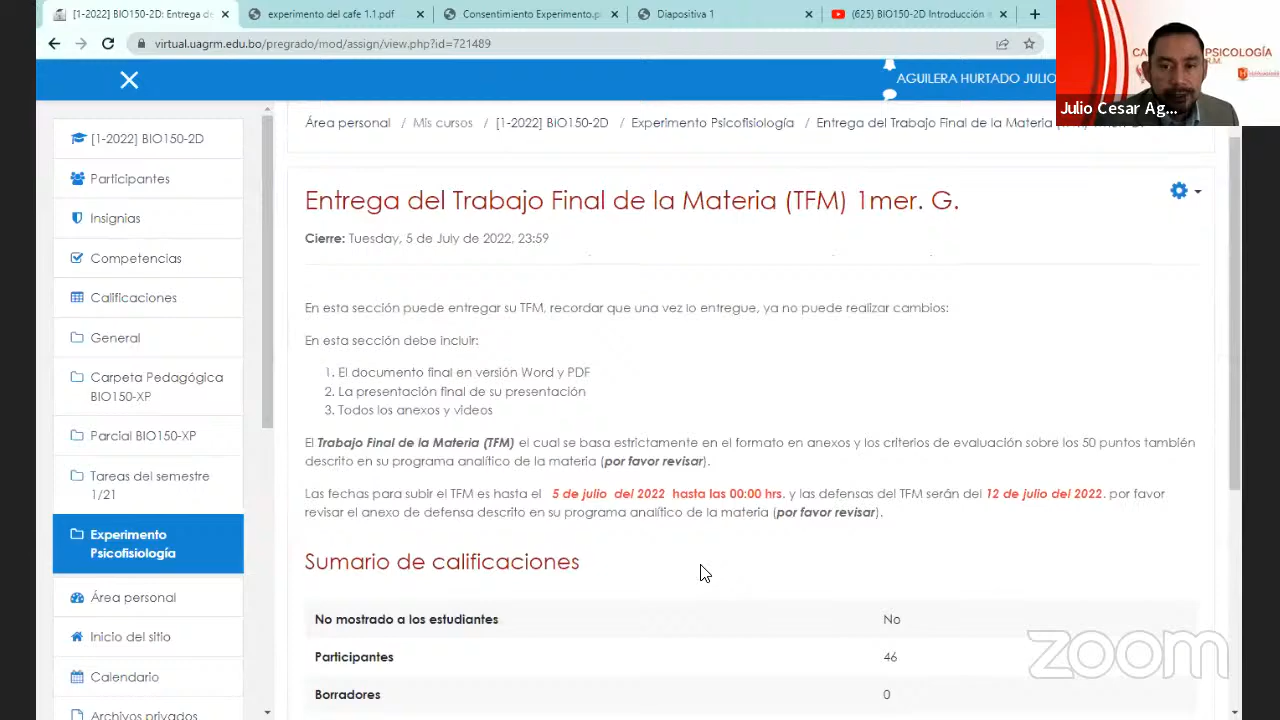 [1-2022] BIO150-2D: Entrega de
experimento del cafe 1.1.pdf
Consentimiento Experimento.p
Diapositiva 1
(625) BIO150-2D Introducción
virtual.uagrm.edu.bo/pregrado/mod/assign/view.php?id=721489
AGUILERA HURTADO JULIO
PSICOLOGÍA
Julio Cesar Ag...
[1-2022] BIO150-2D
Participantes
Insignias
Competencias
Calificaciones
General
Carpeta Pedagógica
BIO150-XP
Parcial BIO150-XP
Tareas del semestre
1/21
Experimento
Psicofisiología
Área personal
Inicio del sitio
Calendario
Archivos privados
Área / Mis cursos / [1-2022] BIO150-2D / Experimento Psicofisiología / Entrega del Trabajo Final de la Materia
Entrega del Trabajo Final de la Materia (TFM) 1mer. G.
Cierre: Tuesday, 5 de July de 2022, 23:59
En esta sección puede entregar su TFM, recordar que una vez lo entregue, ya no puede realizar cambios:
En esta sección debe incluir:
1. El documento final en versión Word y PDF
2. La presentación final de su presentación
3. Todos los anexos y videos
El Trabajo Final de la Materia (TFM) el cual se basa estrictamente en el formato en anexos y los criterios de evaluación sobre los 50 puntos también
descrito en su programa analítico de la materia (por favor revisar).
Las fechas para subir el TFM es hasta el 5 de julio del 2022 hasta las 00:00 hrs. y las defensas del TFM serán del 12 de julio del 2022. por favor
revisar el anexo de defensa descrito en su programa analítico de la materia (por favor revisar).
Sumario de calificaciones
No mostrado a los estudiantes No
Participantes 46
Borradores 0
zoom